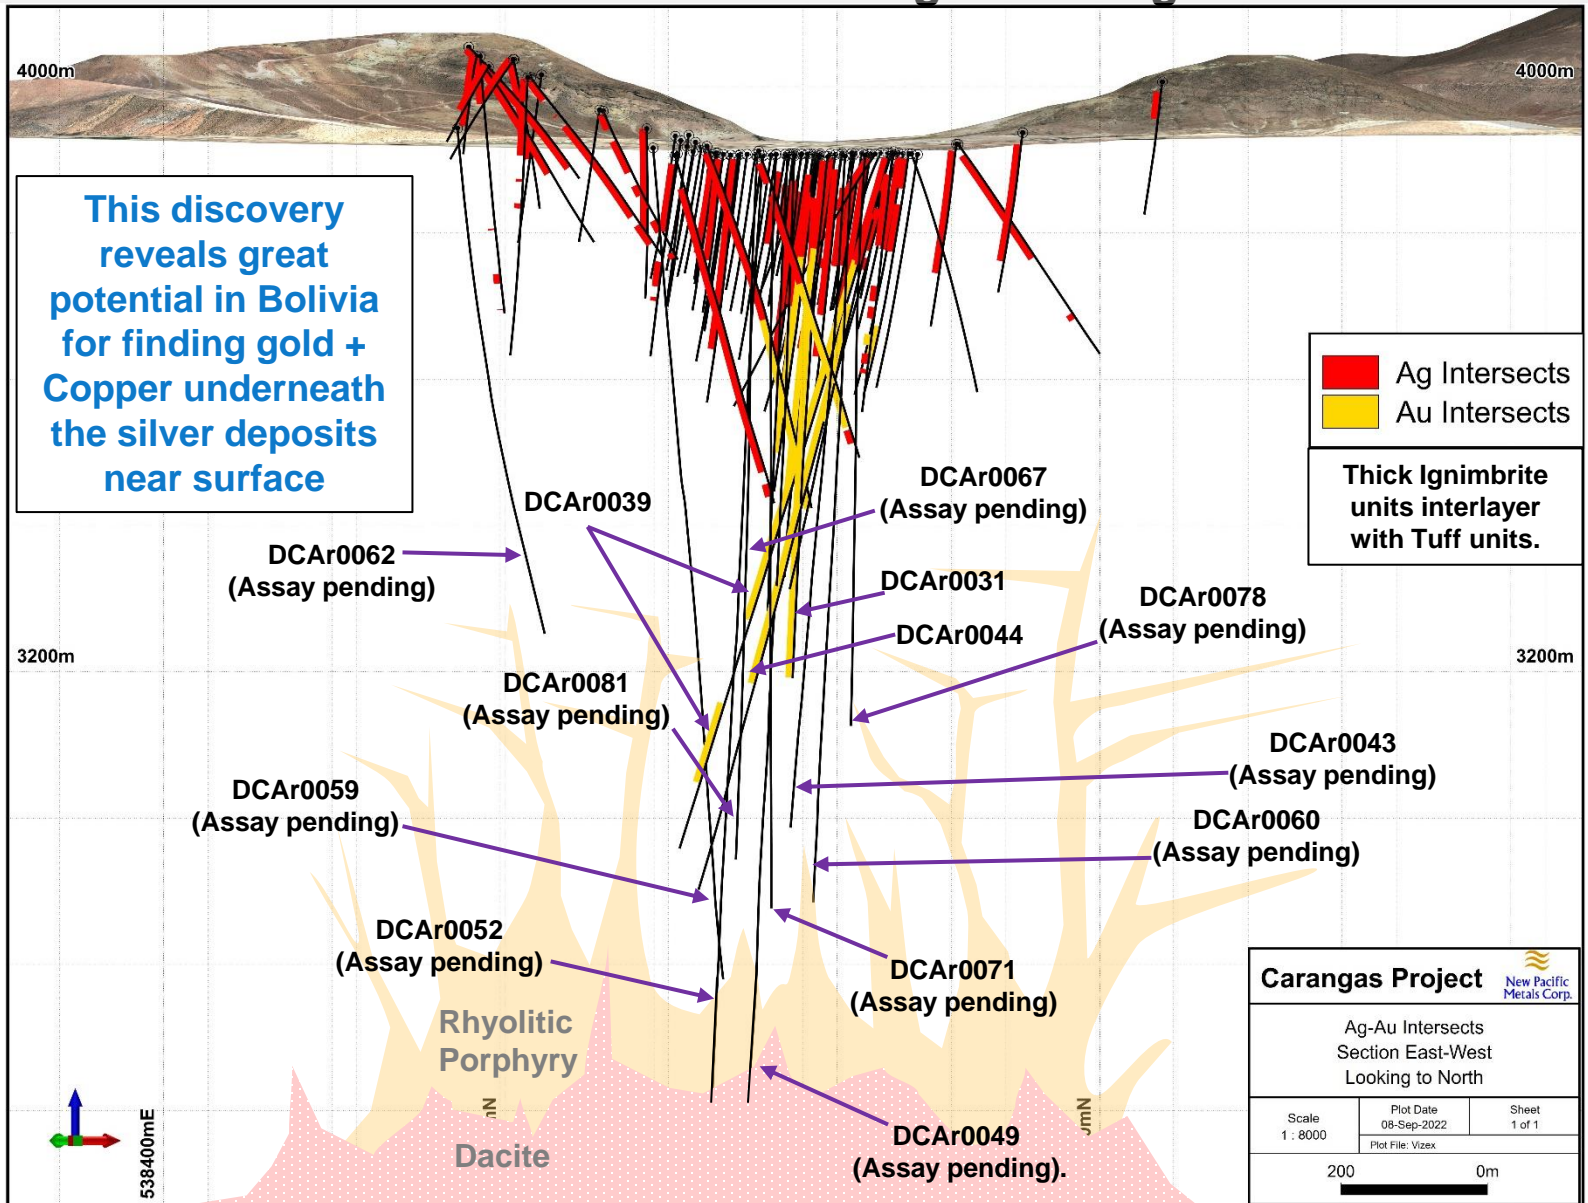 4000m
4000m
This discovery
reveals great
potential in Bolivia
for finding gold +
Copper underneath
the silver deposits
near surface
Ag Intersects
Au Intersects
Thick Ignimbrite
units interlayer
with Tuff units.
DCAr0067
(Assay pending)
DCAr0039
DCAr0062
(Assay pending)
DCAr0031
DCAr0078
(Assay pending)
DCAr0044
3200m
3200m
DCAr0081
(Assay pending)
DCAr0043
(Assay pending)
DCAr0059
(Assay pending)
DCAr0060
(Assay pending)
DCAr0052
(Assay pending)
DCAr0071
(Assay pending)
Rhyolitic
Porphyry
Dacite
DCAr0049
(Assay pending).
538400mE
Carangas Project
New Pacific
Metals Corp.
Ag-Au Intersects
Section East-West
Looking to North
Scale
1 : 8000
Plot Date
08-Sep-2022
Sheet
1 of 1
Plot File: Vizex
200
0m